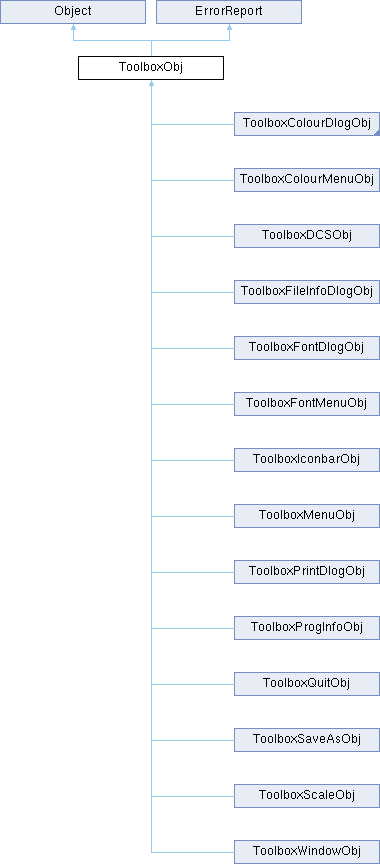 Object
ErrorReport
ToolboxObj
ToolboxColourDlogObj
ToolboxColourMenuObj
ToolboxDCSObj
ToolboxFileInfoDlogObj
ToolboxFontDlogObj
ToolboxFontMenuObj
ToolboxIconbarObj
ToolboxMenuObj
ToolboxPrintDlogObj
ToolboxProgInfoObj
ToolboxQuitObj
ToolboxSaveAsObj
ToolboxScaleObj
ToolboxWindowObj